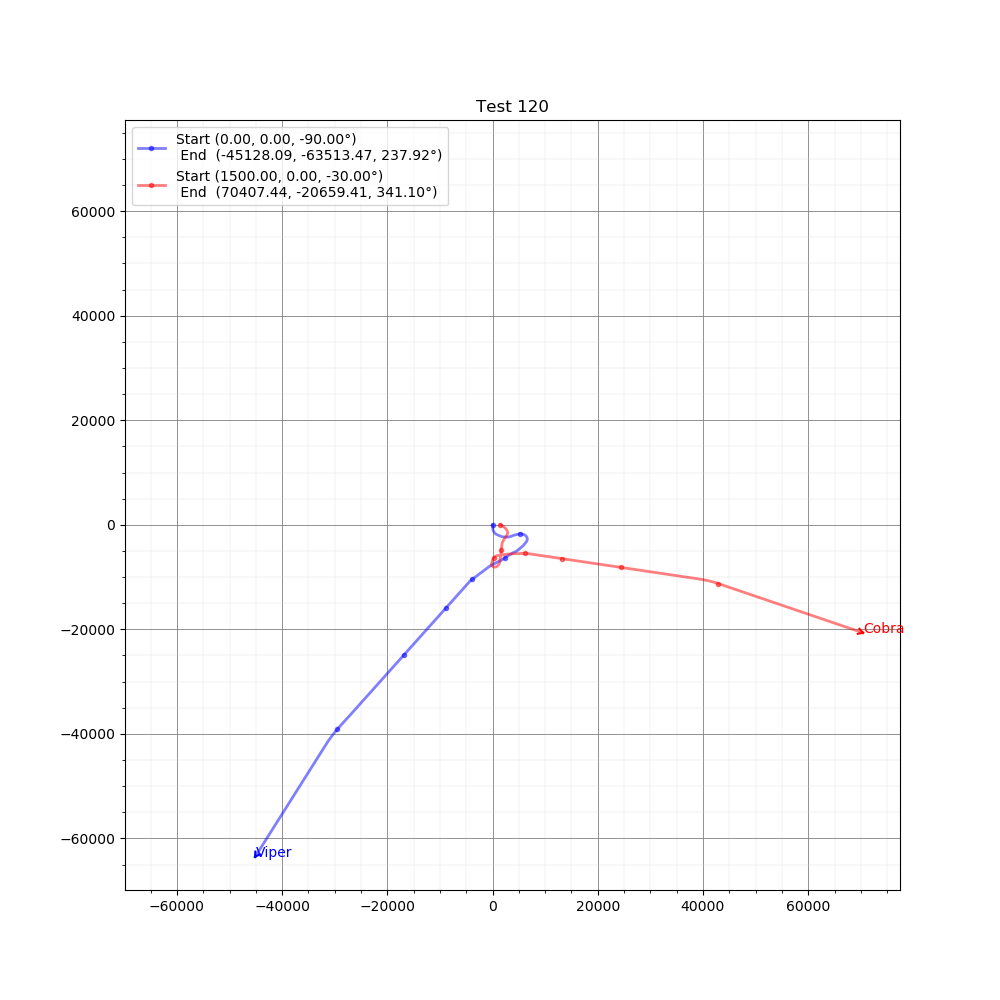 Test 120
Start (0.00, 0.00, -90.00°)
End  (-45128.09, -63513.47, 237.92°)
Start (1500.00, 0.00, -30.00°)
End  (70407.44, -20659.41, 341.10°)
60000
40000
20000
0
−20000
−40000
−60000
Cobra
Viper
−60000 −40000 −20000 0 20000 40000 60000